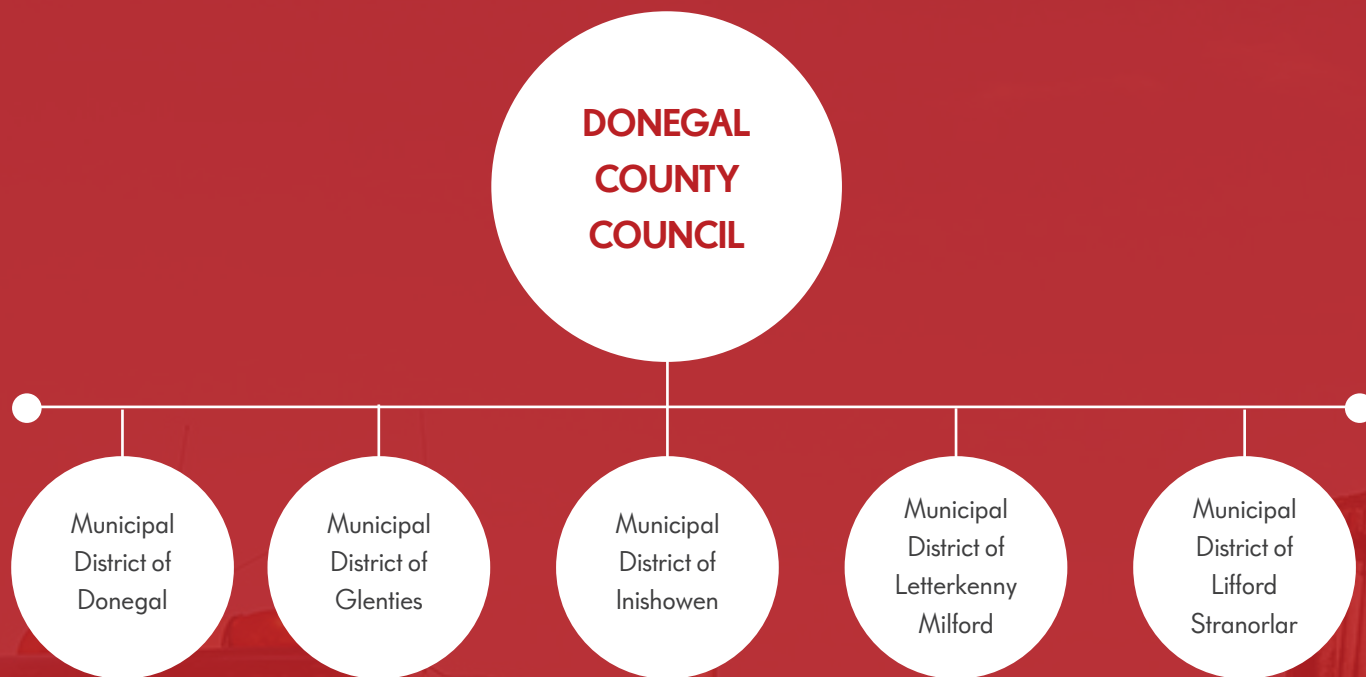 DONEGAL
COUNTY
COUNCIL
Municipal
District of
Donegal
Municipal
District of
Glenties
Municipal
District of
Inishowen
Municipal
District of
Letterkenny
Milford
Municipal
District of
Lifford
Stranorlar